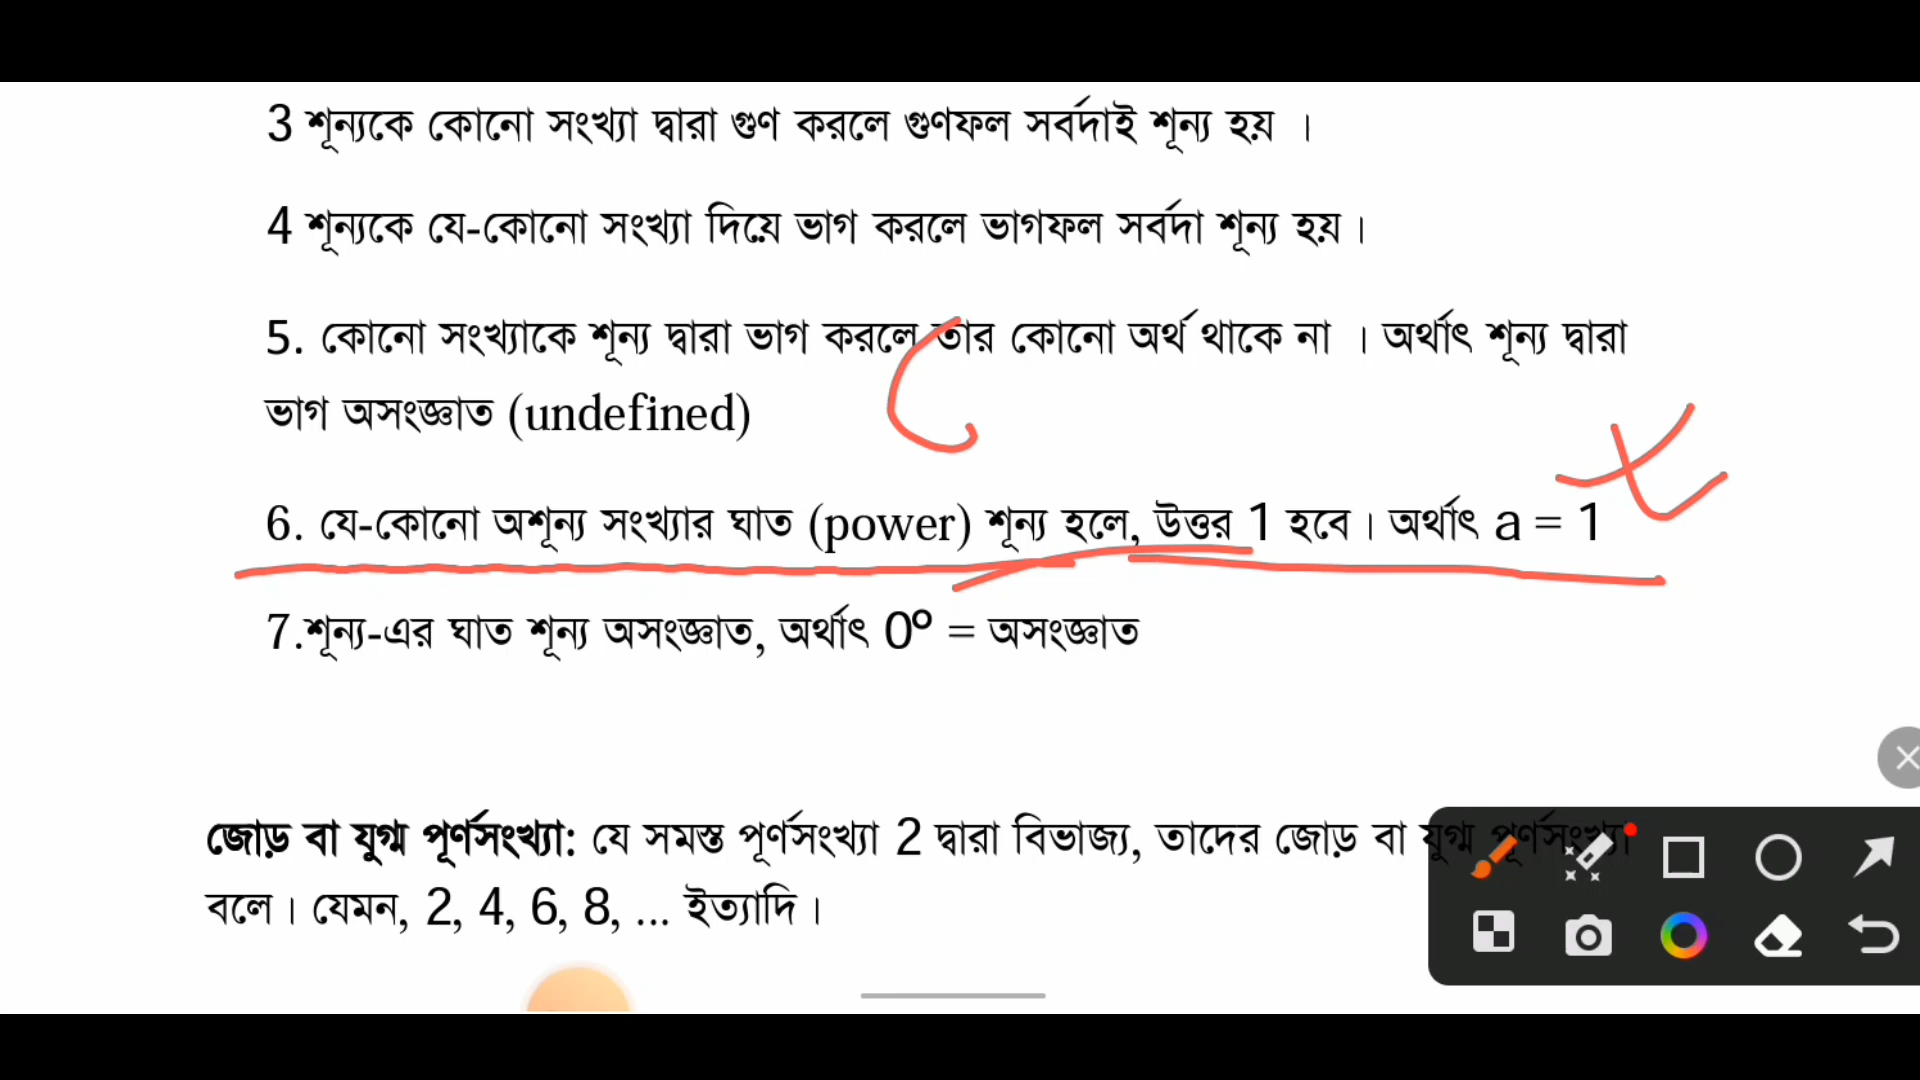 3 শূন্যকে কোনো সংখ্যা দ্বারা গুণ করলে গুণফল সর্বদাই শূন্য হয় ।
4 শূন্যকে যে-কোনো সংখ্যা দিয়ে ভাগ করলে ভাগফল সর্বদা শূন্য হয়।
5. কোনো সংখ্যাকে শূন্য দ্বারা ভাগ করলে তার কোনো অর্থ থাকে না । অর্থাৎ শূন্য দ্বারা
ভাগ অসংজ্ঞাত (undefined)
6. যে-কোনো অশূন্য সংখ্যার ঘাত (power) শূন্য হলে, উত্তর 1 হবে। অর্থাৎ a = 1
7.শূন্য-এর ঘাত শূন্য অসংজ্ঞাত, অর্থাৎ 0º = অসংজ্ঞাত
জোড় বা যুগ্ম পূর্ণসংখ্যা: যে সমস্ত পূর্ণসংখ্যা 2 দ্বারা বিভাজ্য, তাদের জোড় বা যুগ্ম পূর্ণসংখ্যা
বলে। যেমন, 2, 4, 6, 8, ... ইত্যাদি।